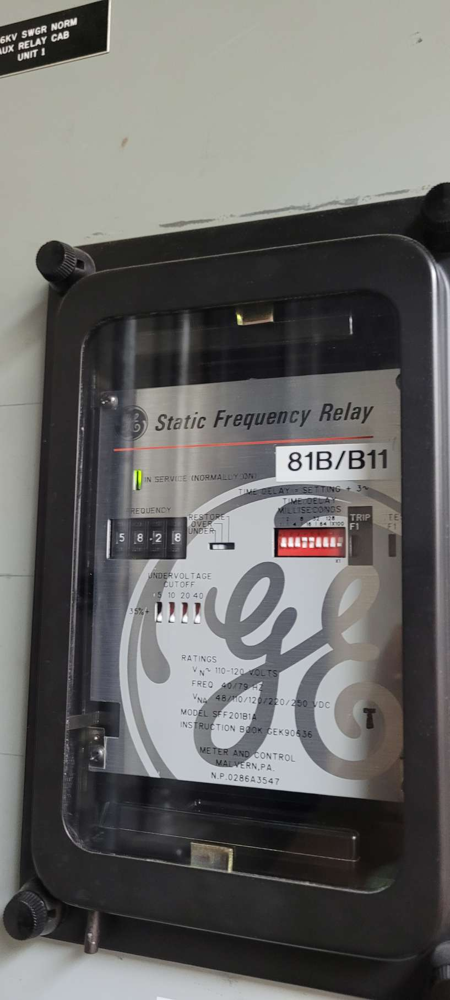 6KV SWGR NORM
AUX RELAY CAB
UNIT 1
GE Static Frequency Relay
81B/B11
IN SERVICE (NORMALLY ON)
TIME DELAY = SETTING + 3~
FREQUENCY
TIME DELAY
MILLISECONDS
RESTORE
OVER
UNDER
2 8 32 128
1 4 16 64 X100
TRIP
F1
TE
F1
5 8.2 8
X1
UNDERVOLTAGE
CUTOFF
5 10 20 40
35%+
RATINGS
VN~ 110-120 VOLTS
FREQ 40/79 HZ
VNA 48/110/120/220/250 VDC
MODEL SFF201B1A
INSTRUCTION BOOK GEK90636
METER AND CONTROL
MALVERN,PA.
N.P.0286A3547